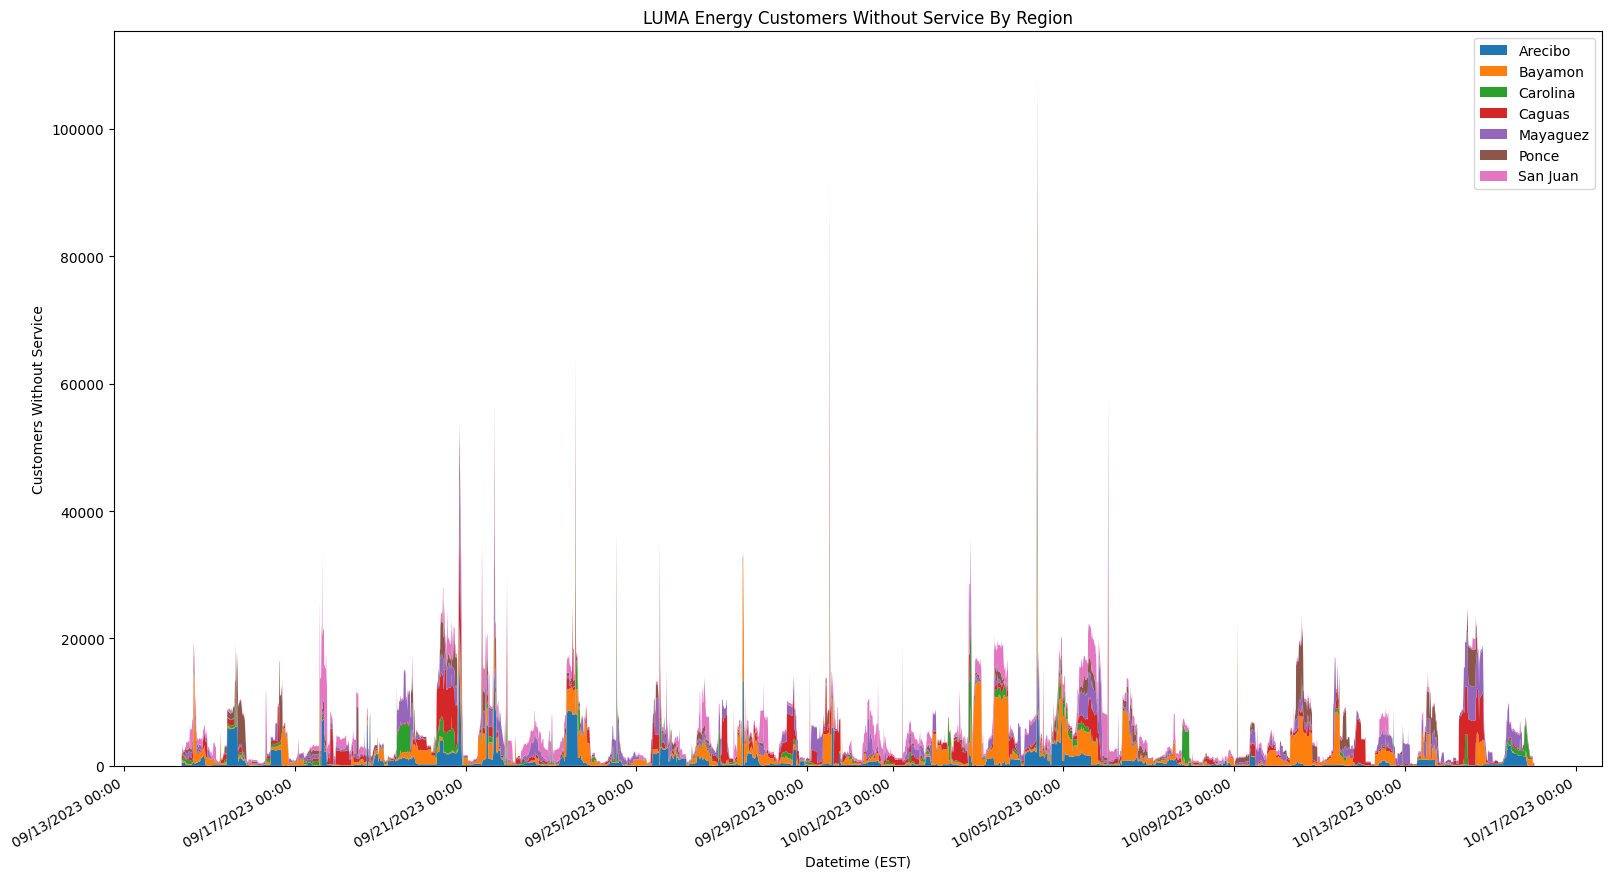 LUMA Energy Customers Without Service By Region
Arecibo
Bayamon
Carolina
Caguas
Mayaguez
Ponce
San Juan
100000
80000
60000
40000
20000
0
Customers Without Service
09/13/2023 00:00
09/17/2023 00:00
09/21/2023 00:00
09/25/2023 00:00
09/29/2023 00:00
10/01/2023 00:00
10/05/2023 00:00
10/09/2023 00:00
10/13/2023 00:00
10/17/2023 00:00
Datetime (EST)